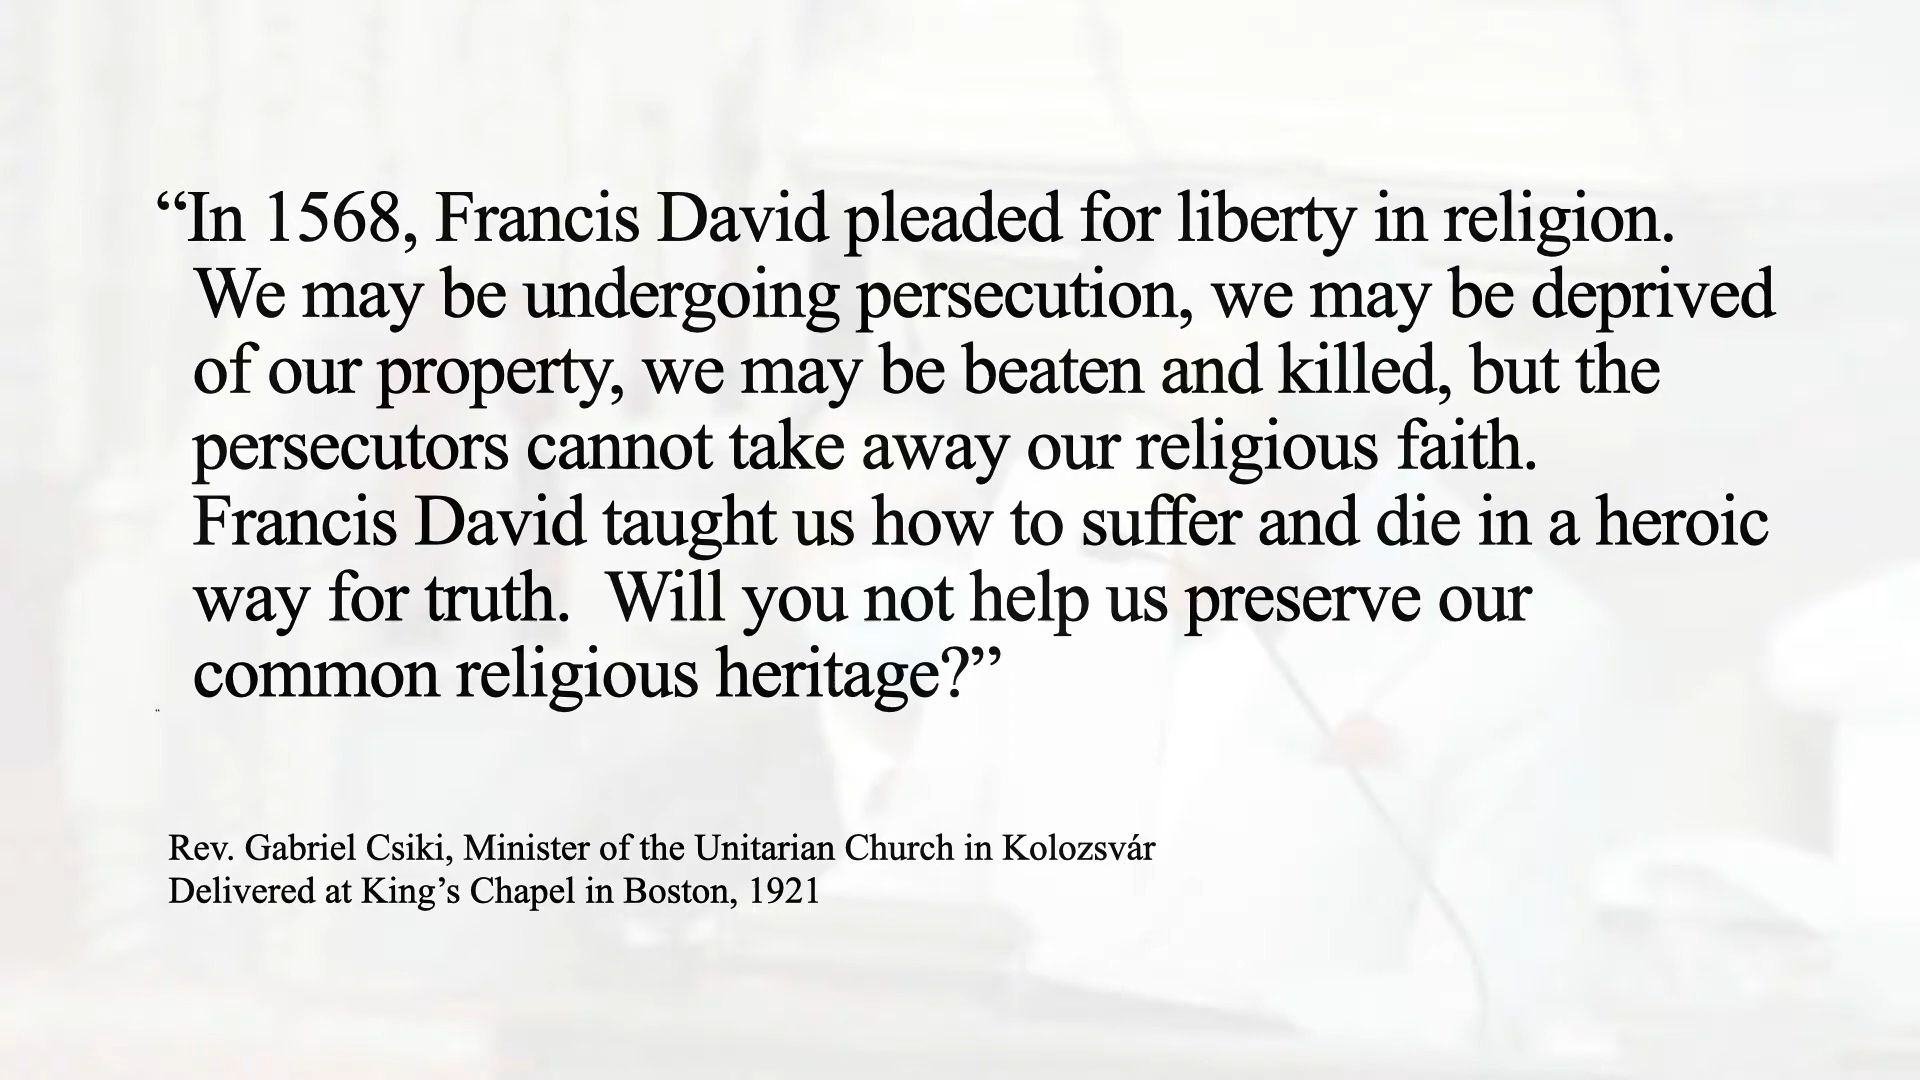 “In 1568, Francis David pleaded for liberty in religion.
We may be undergoing persecution, we may be deprived
of our property, we may be beaten and killed, but the
persecutors cannot take away our religious faith.
Francis David taught us how to suffer and die in a heroic
way for truth.  Will you not help us preserve our
common religious heritage?”
Rev. Gabriel Csiki, Minister of the Unitarian Church in Kolozsvár
Delivered at King’s Chapel in Boston, 1921